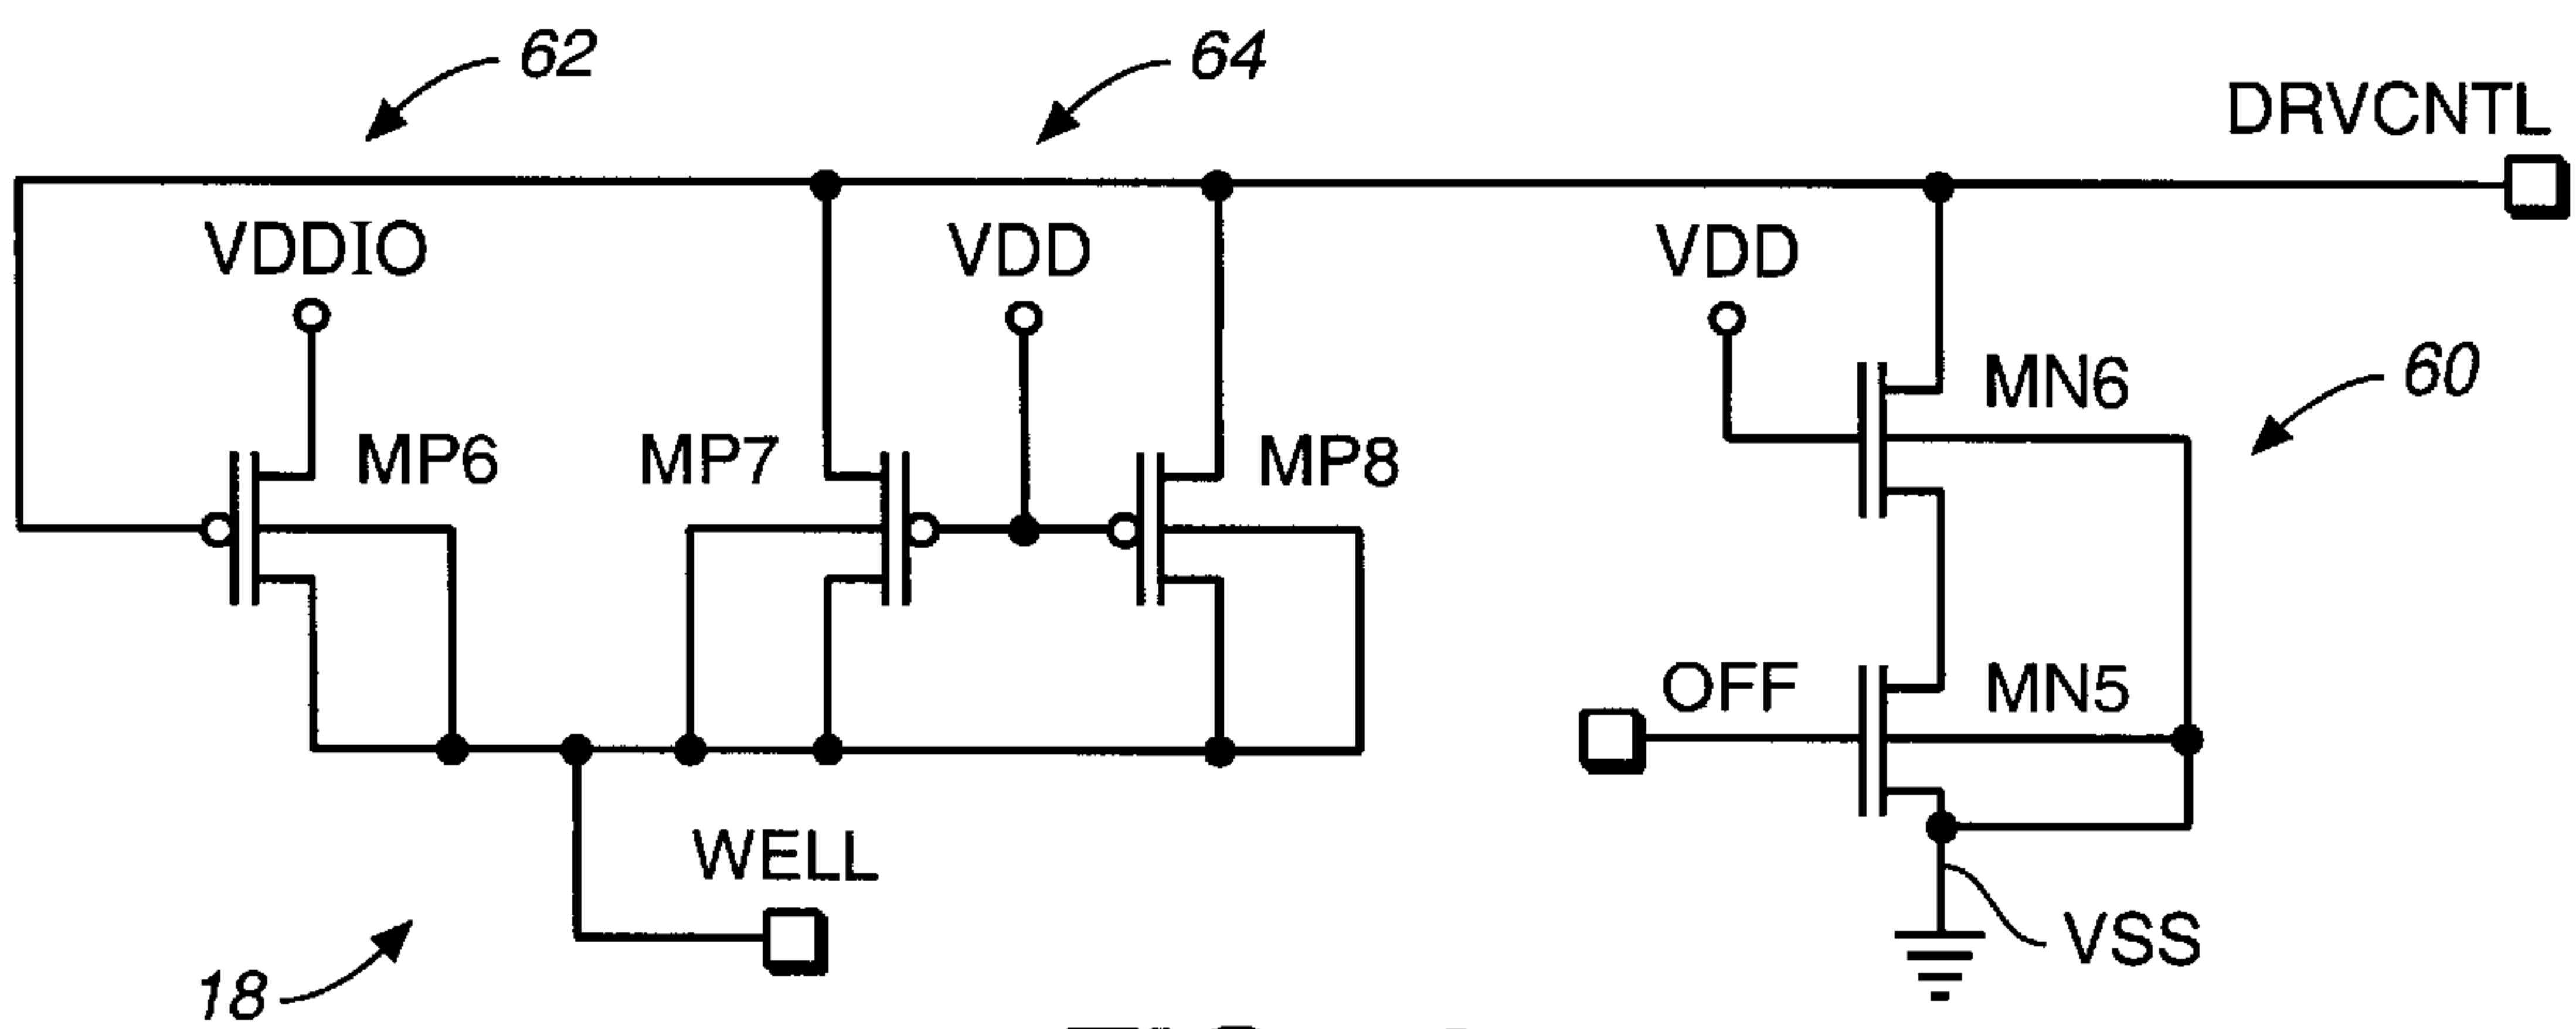 62
64
DRVCNTL
VDDIO
VDD
VDD
MN6
60
MP6
MP7
MP8
OFF
MN5
WELL
VSS
18